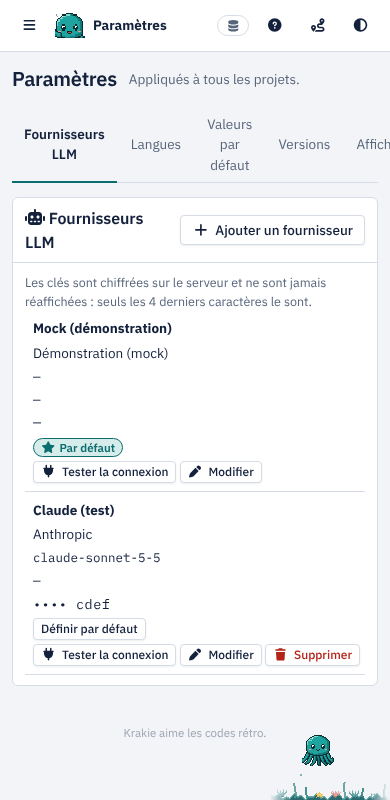 Paramètres
Paramètres Appliqués à tous les projets.
Fournisseurs
LLM
Langues
Valeurs
par
défaut
Versions
Affich
Fournisseurs
LLM
Ajouter un fournisseur
Les clés sont chiffrées sur le serveur et ne sont jamais
réaffichées : seuls les 4 derniers caractères le sont.
Mock (démonstration)
Démonstration (mock)
—
—
—
Par défaut
Tester la connexion Modifier
Claude (test)
Anthropic
claude-sonnet-5-5
—
•••• cdef
Définir par défaut
Tester la connexion Modifier Supprimer
Krakie aime les codes rétro.